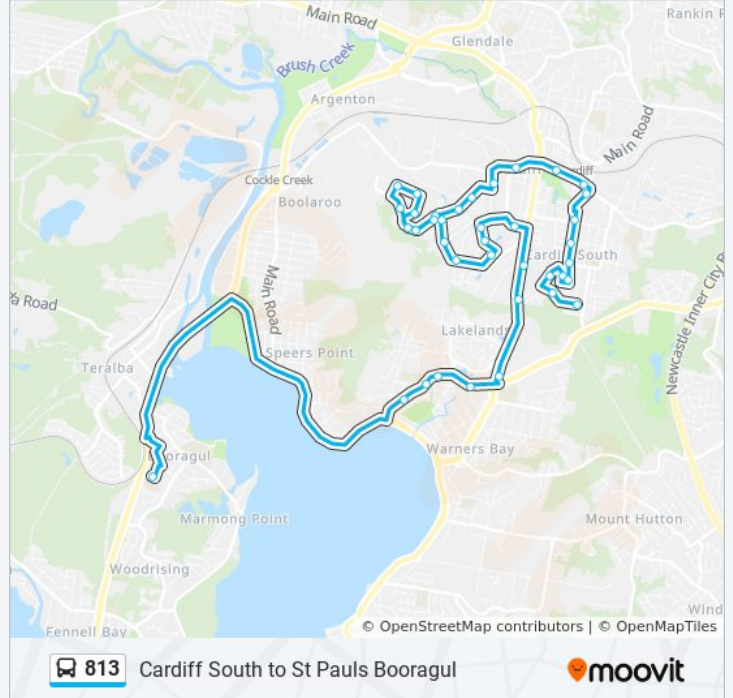 Main Road
Rankin P
Glendale
Brush Creek
Argenton
Main Road
Cockle Creek
Boolaroo
Cardiff South
Newcastle Inner City B
Main Road
Ya Road
Lakelands
Speers Point
Teralba
Warners Bay
Booragul
Marmong Point
Mount Hutton
Woodrising
Wind
Fennell Bay
© OpenStreetMap contributors | © OpenMapTiles
813 Cardiff South to St Pauls Booragul
moovit